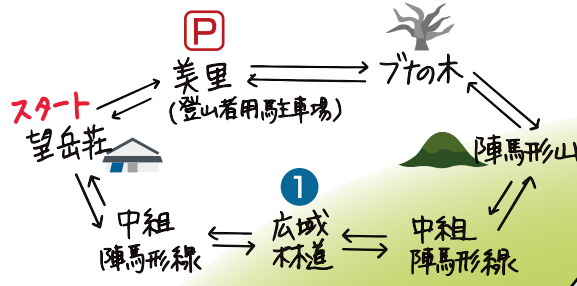 P
美里
(登山者用駐車場)
ブナの木
スタート
望岳荘
陣馬形山
1
中組
陣馬形線
広域
林道
中組
陣馬形線